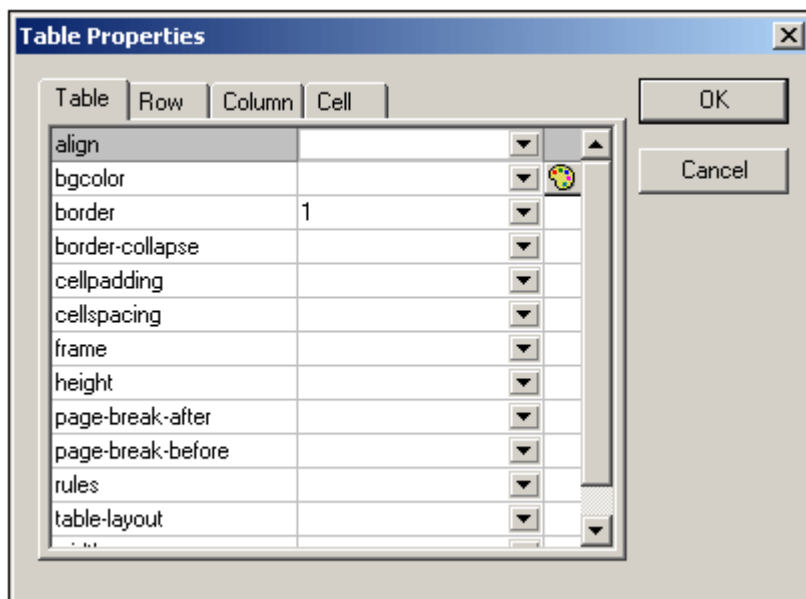 Table Properties
Table Row Column Cell
OK
Cancel
align
bgcolor
border 1
border-collapse
cellpadding
cellspacing
frame
height
page-break-after
page-break-before
rules
table-layout